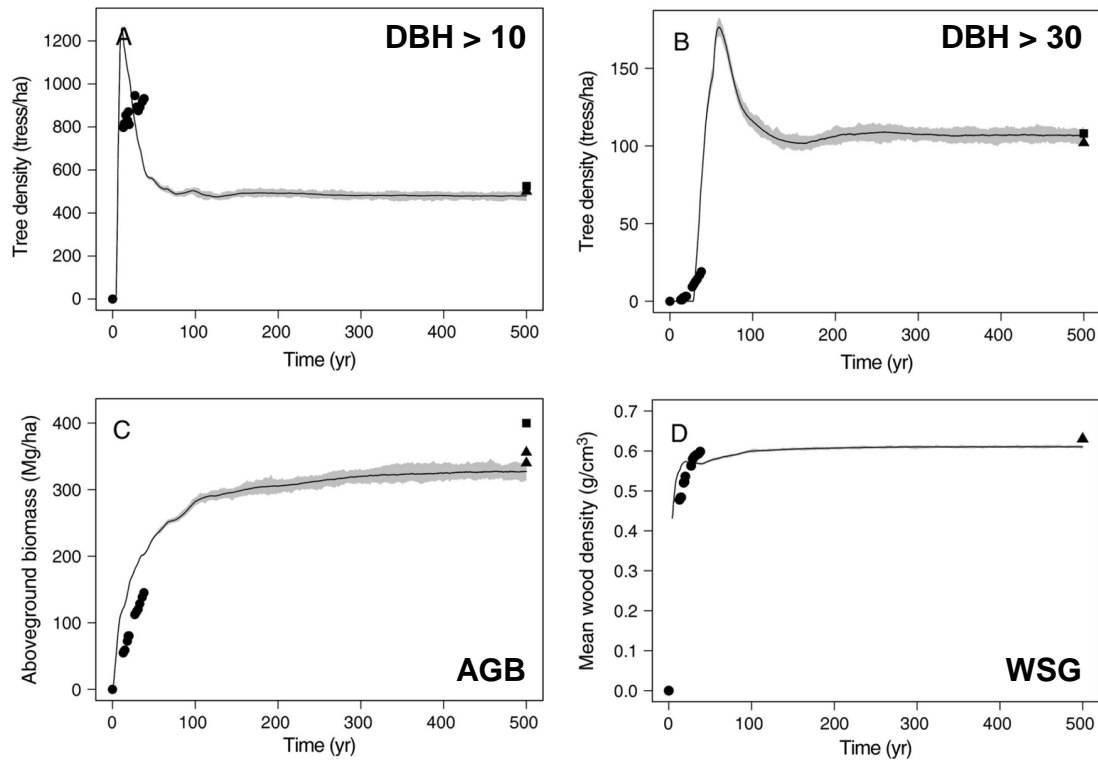 A
DBH > 10
Tree density (tress/ha)
1200
1000
800
600
400
200
0
0 100 200 300 400 500
Time (yr)
B
DBH > 30
Tree density (tress/ha)
150
100
50
0
0 100 200 300 400 500
Time (yr)
C
AGB
Aboveground biomass (Mg/ha)
400
300
200
100
0
0 100 200 300 400 500
Time (yr)
D
WSG
Mean wood density (g/cm³)
0.7
0.6
0.5
0.4
0.3
0.2
0.1
0.0
0 100 200 300 400 500
Time (yr)